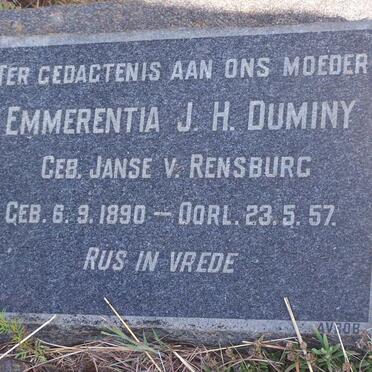 TER GEDAGTENIS AAN ONS MOEDER
EMMERENTIA J. H. DUMINY
GEB. JANSE V. RENSBURG
GEB. 6. 9. 1890 — OORL. 23. 5. 57.
RUS IN VREDE